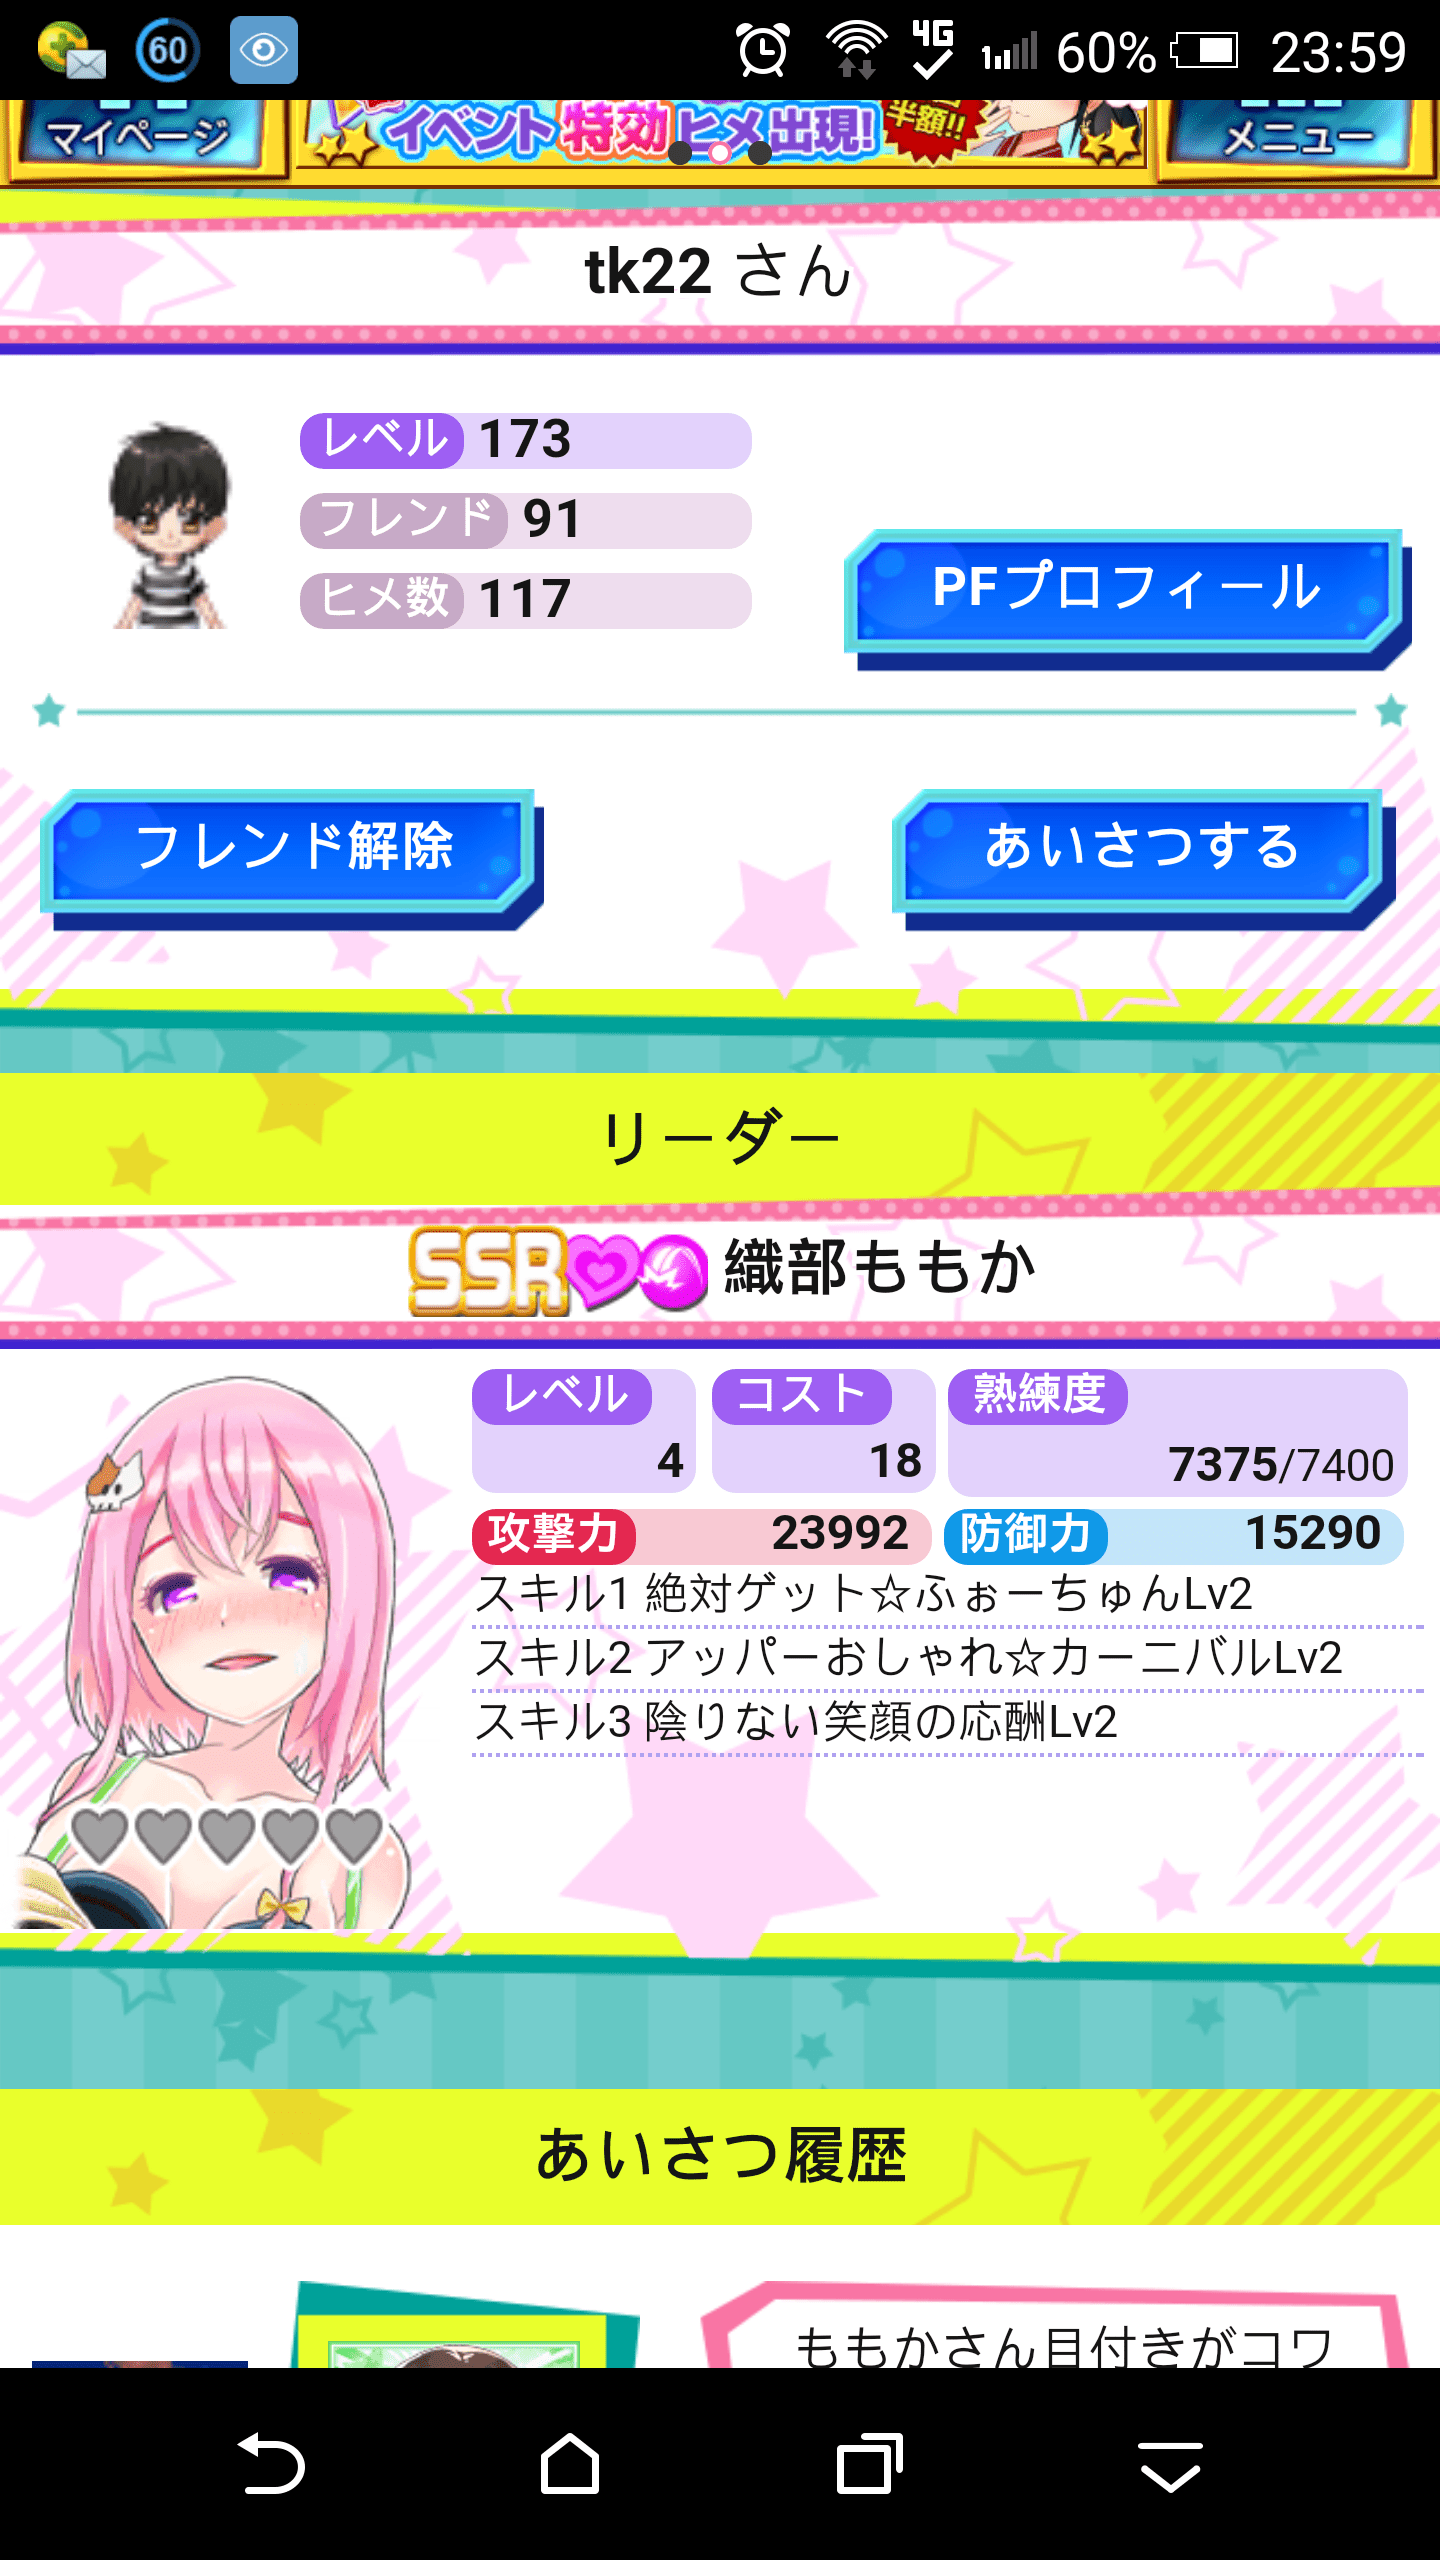 60
4G
60%
23:59
マイページ
イベント特効ヒメ出現!
半額!!
メニュー
tk22 さん
レベル 173
フレンド 91
ヒメ数 117
PFプロフィール
フレンド解除
あいさつする
リーダー
SSR 織部ももか
レベル コスト 熟練度
4 18 7375/7400
攻撃力 23992 防御力 15290
スキル1 絶対ゲット☆ふぉーちゅんLv2
スキル2 アッパーおしゃれ☆カーニバルLv2
スキル3 陰りない笑顔の応酬Lv2
あいさつ履歴
ももかさん目付きがコワ